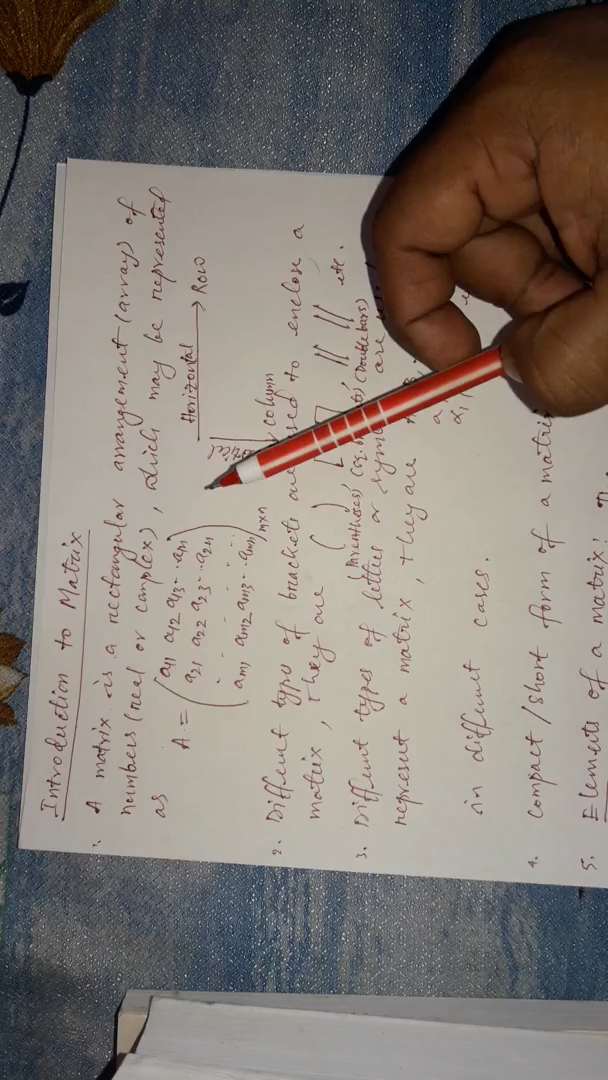 Introduction to Matrix
1. A matrix is a rectangular arrangement (array) of
numbers (real or complex), which may be represented
as
A = ( a11 a12 a13 .. a1n
a21 a22 a23 .. a2n
am1 am2 am3 .. amn ) m×n
Horizontal → Row
column
2. Different type of brackets are used to enclose a
matrix, they are ( ) [ || || etc.
(Parentheses) (Double bars)
3. Different types of letters or are
represent a matrix, they are
a
in different cases.
4. Compact/short form of a matrix
5. Elements of a matrix: